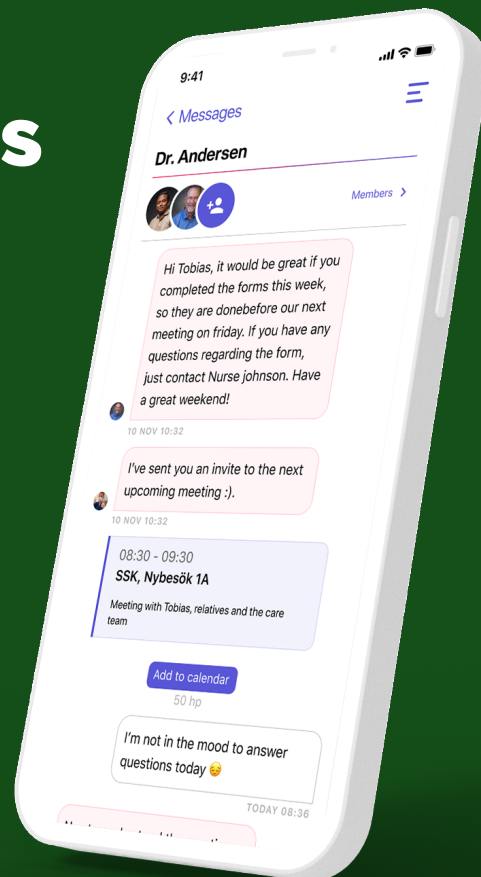 s
9:41
Messages
Dr. Andersen
Members
Hi Tobias, it would be great if you
completed the forms this week,
so they are donebefore our next
meeting on friday. If you have any
questions regarding the form,
just contact Nurse johnson. Have
a great weekend!
10 NOV 10:32
I've sent you an invite to the next
upcoming meeting :).
10 NOV 10:32
08:30 - 09:30
SSK, Nybesök 1A
Meeting with Tobias, relatives and the care
team
Add to calendar
50 hp
I'm not in the mood to answer
questions today 😔
TODAY 08:36